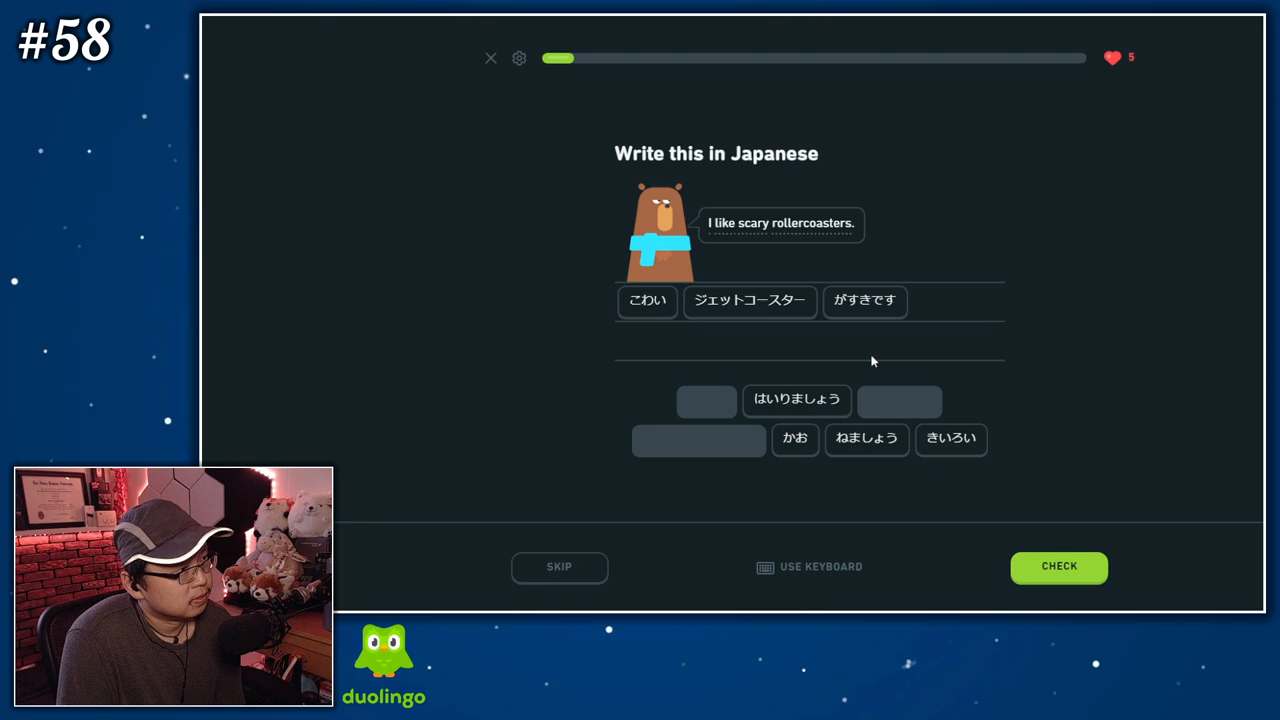 #58
5
Write this in Japanese
I like scary rollercoasters.
こわい ジェットコースター がすきです
はいりましょう
かお ねましょう きいろい
SKIP USE KEYBOARD CHECK
duolingo